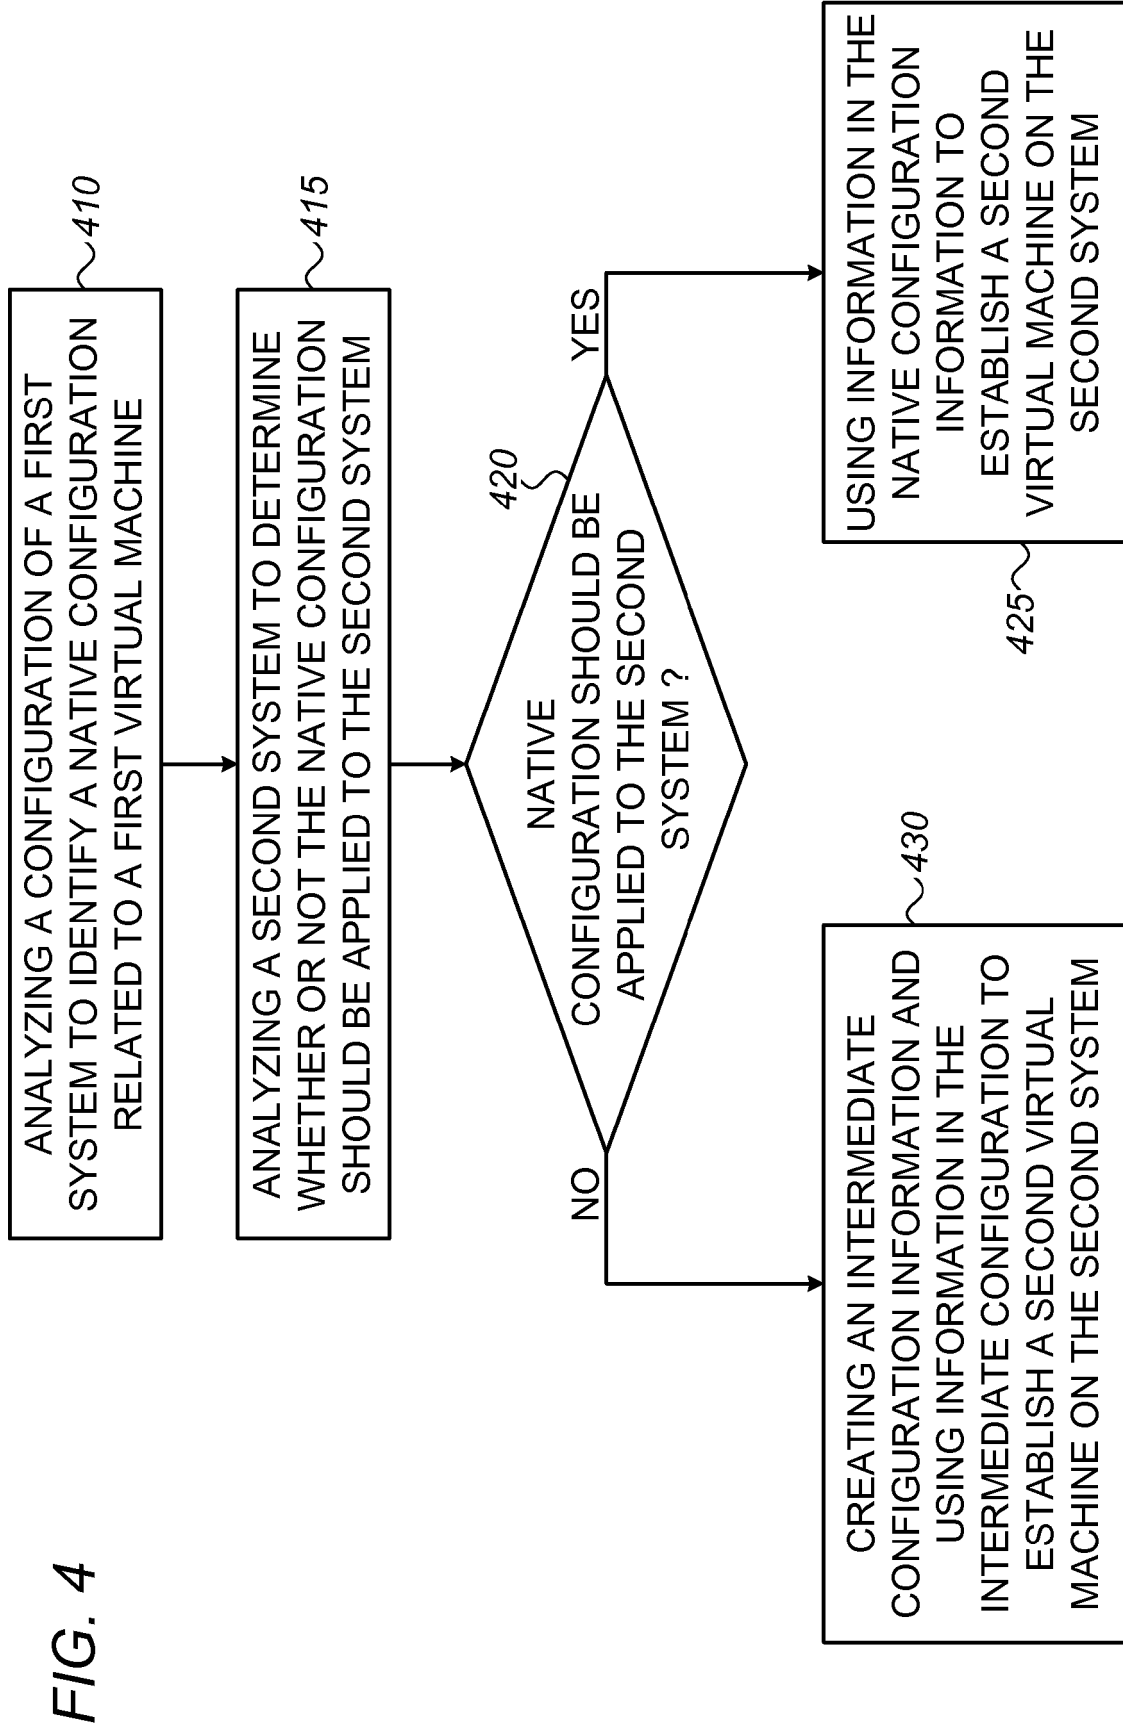 FIG. 4
ANALYZING A CONFIGURATION OF A FIRST
SYSTEM TO IDENTIFY A NATIVE CONFIGURATION
RELATED TO A FIRST VIRTUAL MACHINE
410
ANALYZING A SECOND SYSTEM TO DETERMINE
WHETHER OR NOT THE NATIVE CONFIGURATION
SHOULD BE APPLIED TO THE SECOND SYSTEM
415
420
NATIVE
CONFIGURATION SHOULD BE
APPLIED TO THE SECOND
SYSTEM ?
NO
YES
CREATING AN INTERMEDIATE
CONFIGURATION INFORMATION AND
USING INFORMATION IN THE
INTERMEDIATE CONFIGURATION TO
ESTABLISH A SECOND VIRTUAL
MACHINE ON THE SECOND SYSTEM
430
USING INFORMATION IN THE
NATIVE CONFIGURATION
INFORMATION TO
ESTABLISH A SECOND
VIRTUAL MACHINE ON THE
SECOND SYSTEM
425